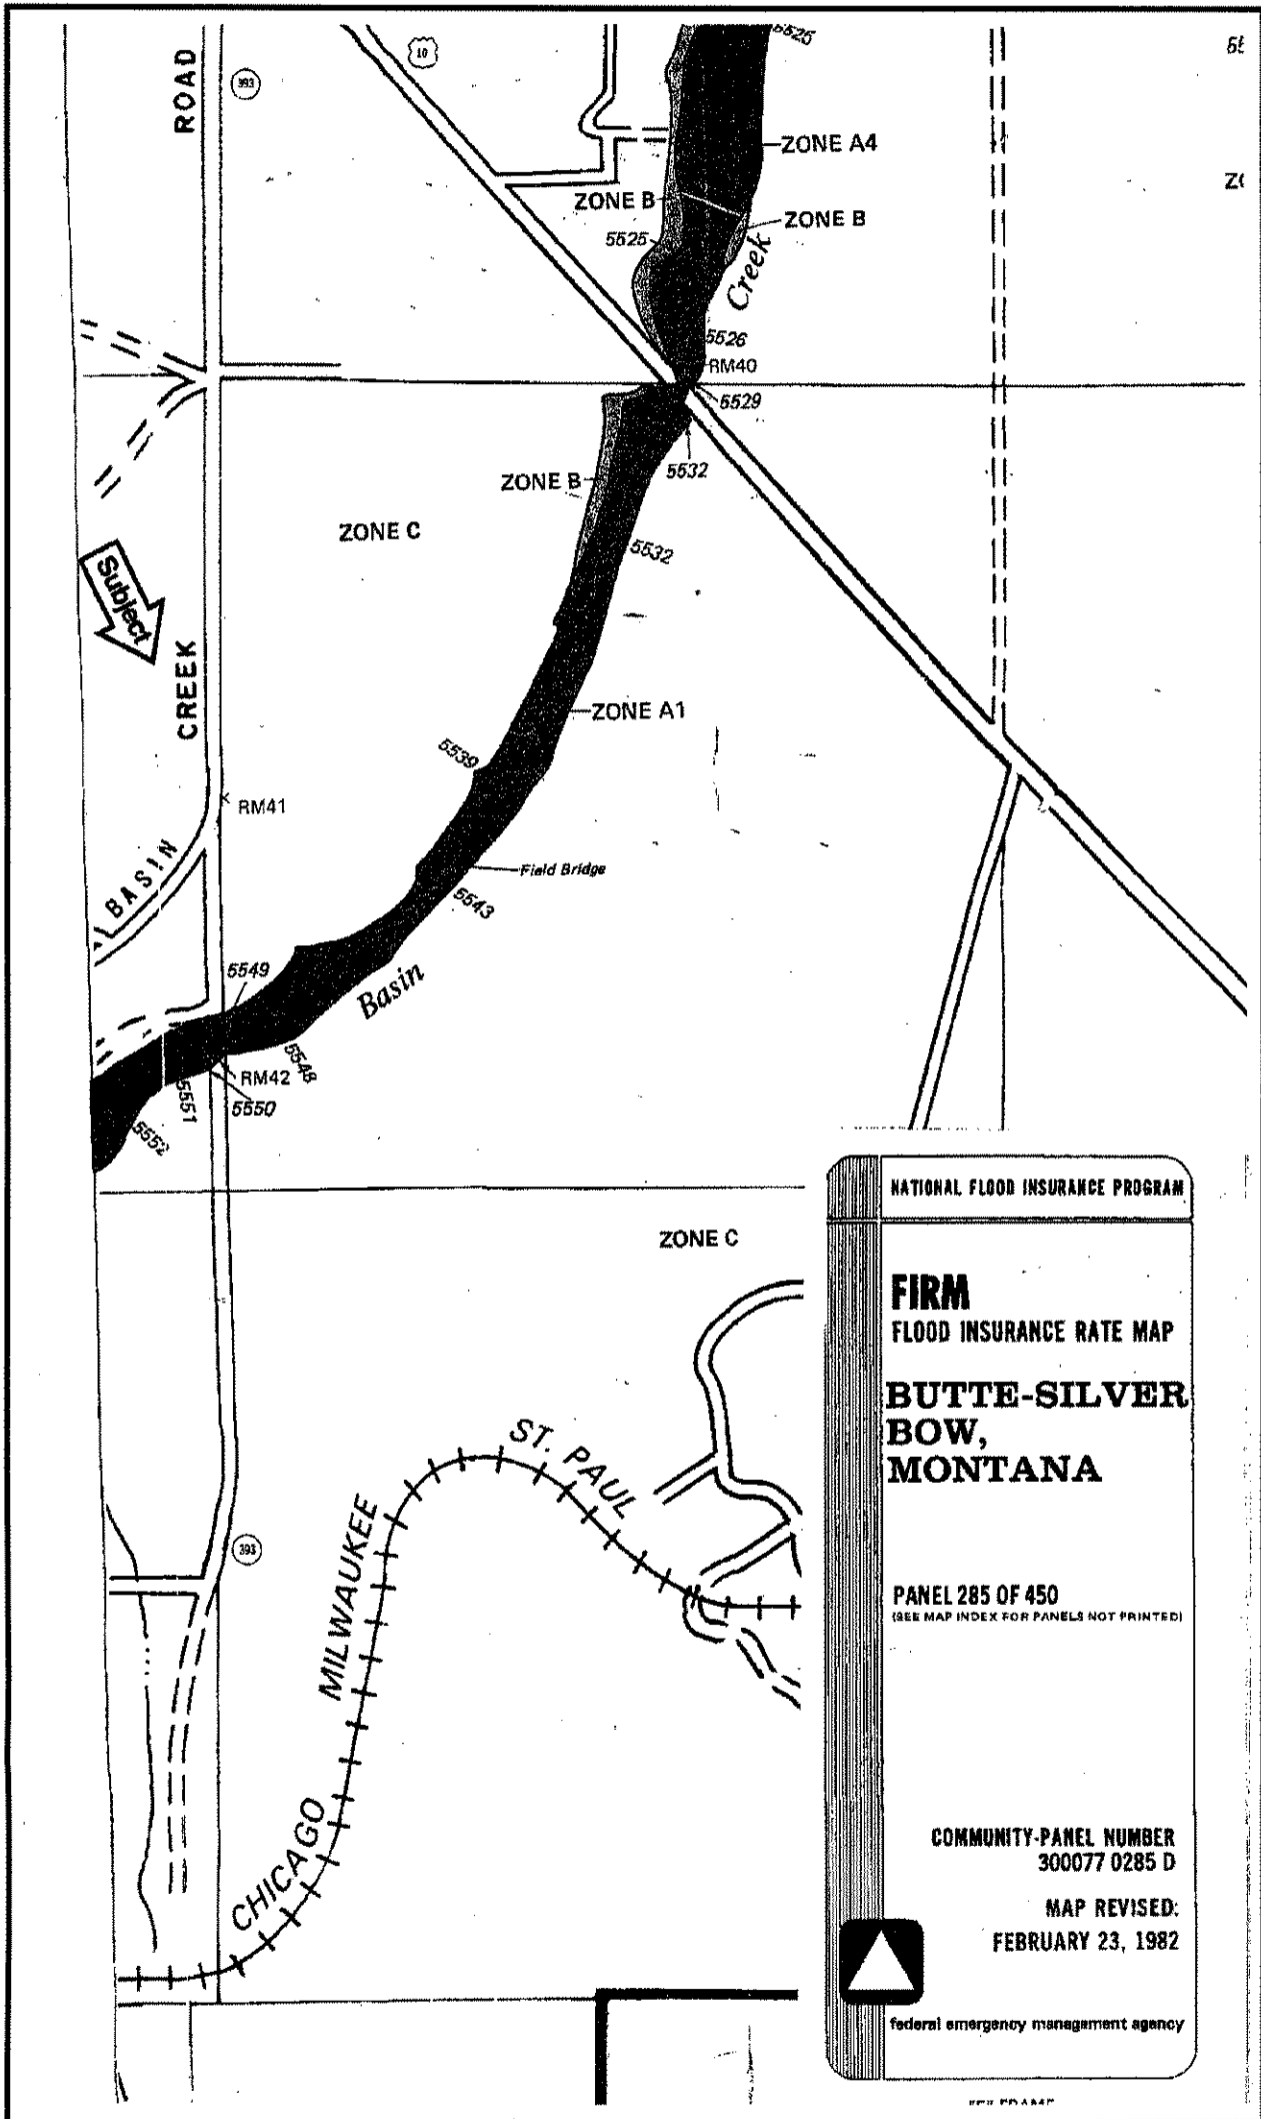 ROAD
393
10
5525
ZONE A4
ZONE B
ZONE B
5525
Creek
5526
RM40
5529
5532
ZONE B
ZONE C
5532
Subject
CREEK
ZONE A1
5539
RM41
BASIN
Field Bridge
5543
5549
Basin
5548
RM42
5550
5551
5552
ZONE C
ST. PAUL
MILWAUKEE
393
CHICAGO
NATIONAL FLOOD INSURANCE PROGRAM
FIRM
FLOOD INSURANCE RATE MAP
BUTTE-SILVER
BOW,
MONTANA
PANEL 285 OF 450
(SEE MAP INDEX FOR PANELS NOT PRINTED)
COMMUNITY-PANEL NUMBER
300077 0285 D
MAP REVISED:
FEBRUARY 23, 1982
federal emergency management agency